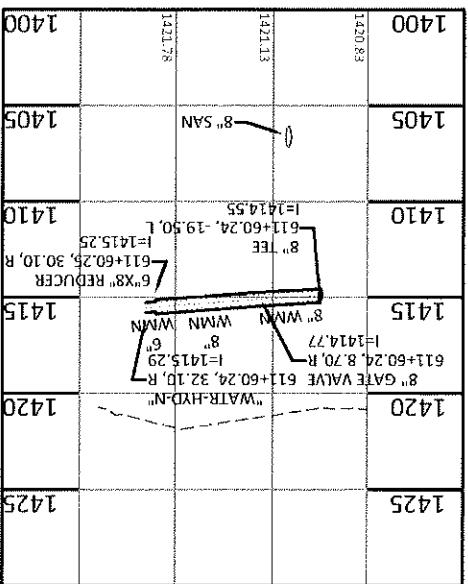 1425
1425
1420
1420
"WATR-HYD-N"
611+60.24, 32.10, R
I=1415.29
8" GATE VALVE
611+60.24, 8.70, R
I=1414.77
8"
6"
8" WMN
WMN
WMN
1415
1415
6"X8" REDUCER
611+60.25, 30.10, R
I=1415.25
8" TEE
611+60.24, -19.50, L
I=1414.55
1410
1410
8" SAN
1405
1405
1400
1420.83
1421.13
1421.78
1400